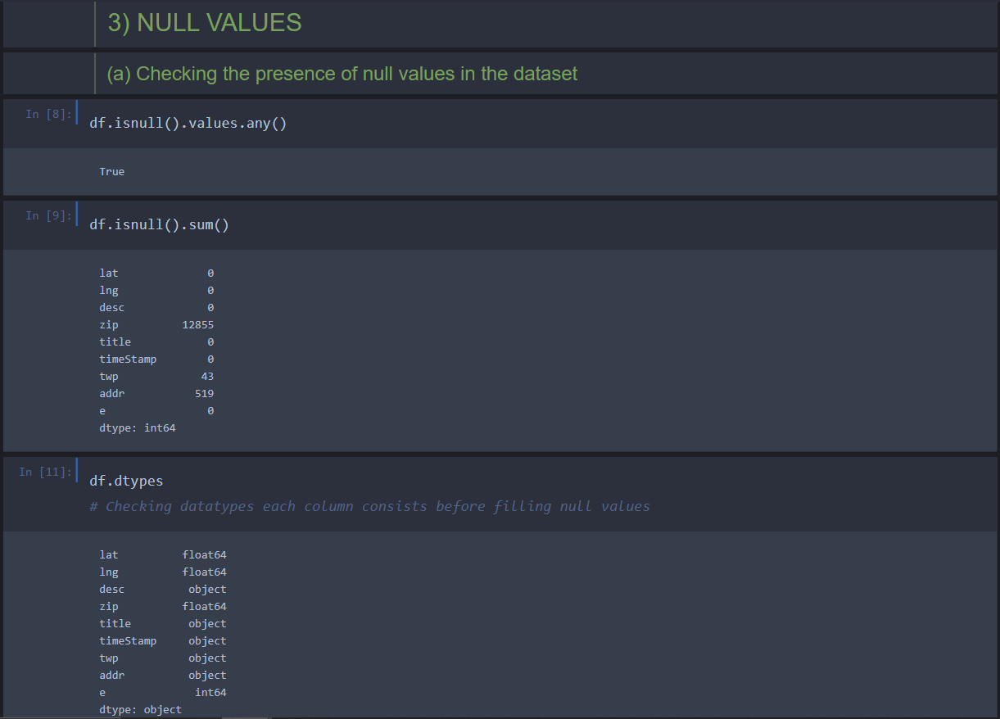 3) NULL VALUES
(a) Checking the presence of null values in the dataset
In [8]:
df.isnull().values.any()
True
In [9]:
df.isnull().sum()
lat 0
lng 0
desc 0
zip 12855
title 0
timeStamp 0
twp 43
addr 519
e 0
dtype: int64
In [11]:
df.dtypes
# Checking datatypes each column consists before filling null values
lat float64
lng float64
desc object
zip float64
title object
timeStamp object
twp object
addr object
e int64
dtype: object